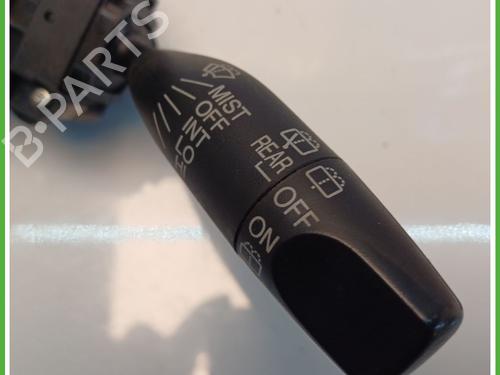 B-PARTS
MIST
OFF
INT
LO
HI
REAR
OFF
ON